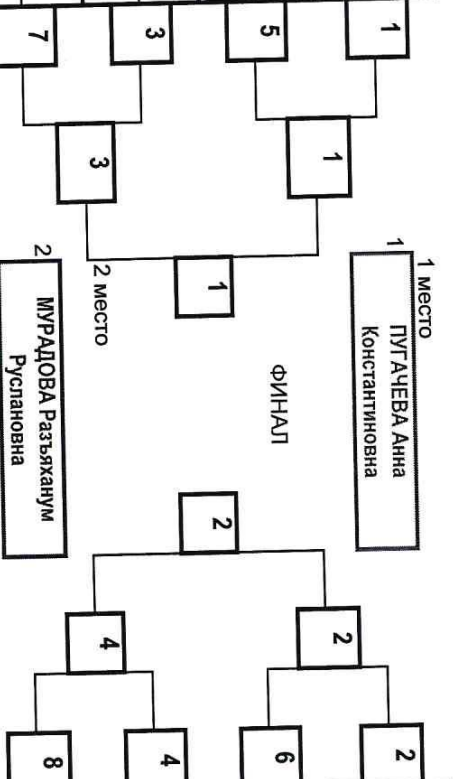 1 место
1 1 ПУГАЧЕВА Анна 2
Константиновна
1 2
ФИНАЛ
5 6
1 2
3 4
3 2 место 4
7 2 МУРАДОВА Разъяханум 8
Руслановна